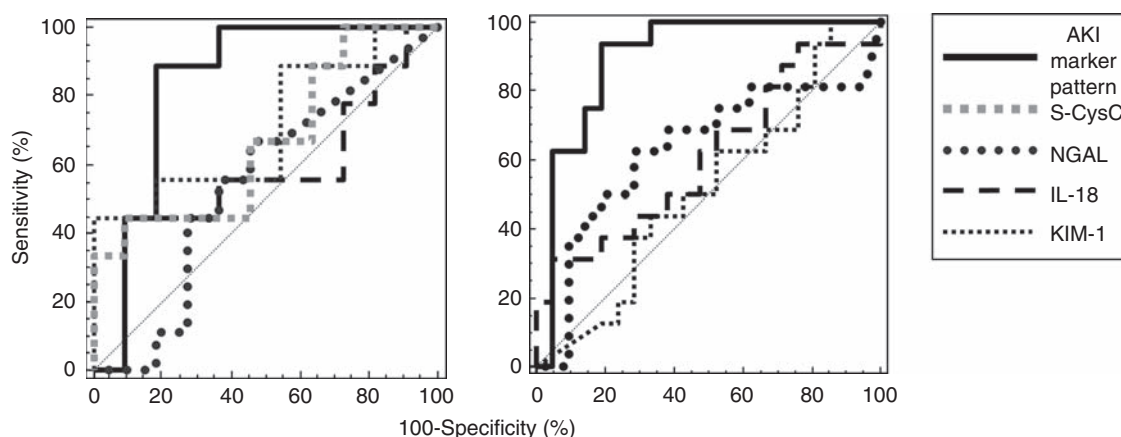 100
80
60
40
20
0
Sensitivity (%)
0 20 40 60 80 100
100
80
60
40
20
0
0 20 40 60 80 100
100-Specificity (%)
AKI
marker
pattern
S-CysC
NGAL
IL-18
KIM-1